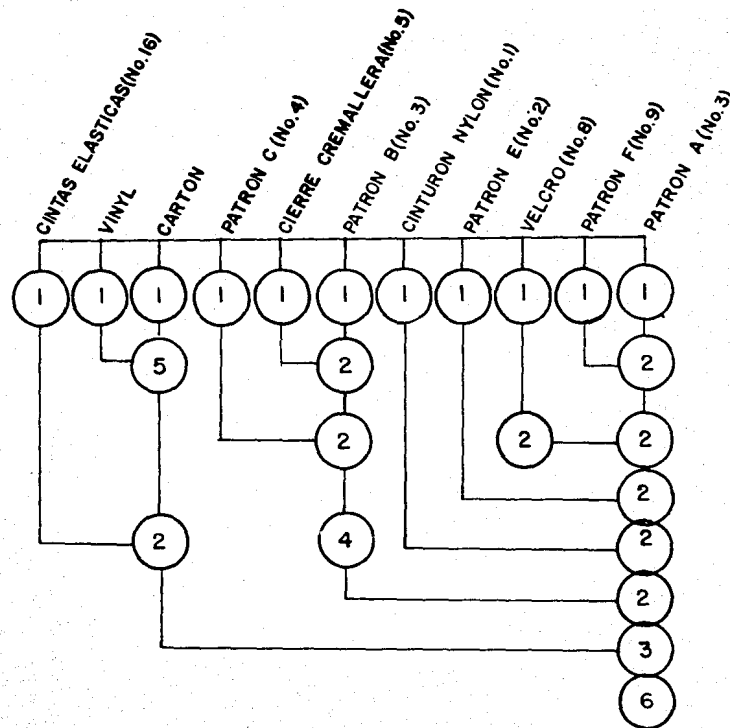 CINTAS ELASTICAS(No.16)
VINYL
CARTON
PATRON C (No.4)
CIERRE CREMALLERA(No.5)
PATRON B(No.3)
CINTURON NYLON(No.1)
PATRON E(No.2)
VELCRO(No.8)
PATRON F(No.9)
PATRON A(No.3)
1 1 1 1 1 1 1 1 1 1 1
5 2 2
2 2 2
2
2 4 2
2
3
6